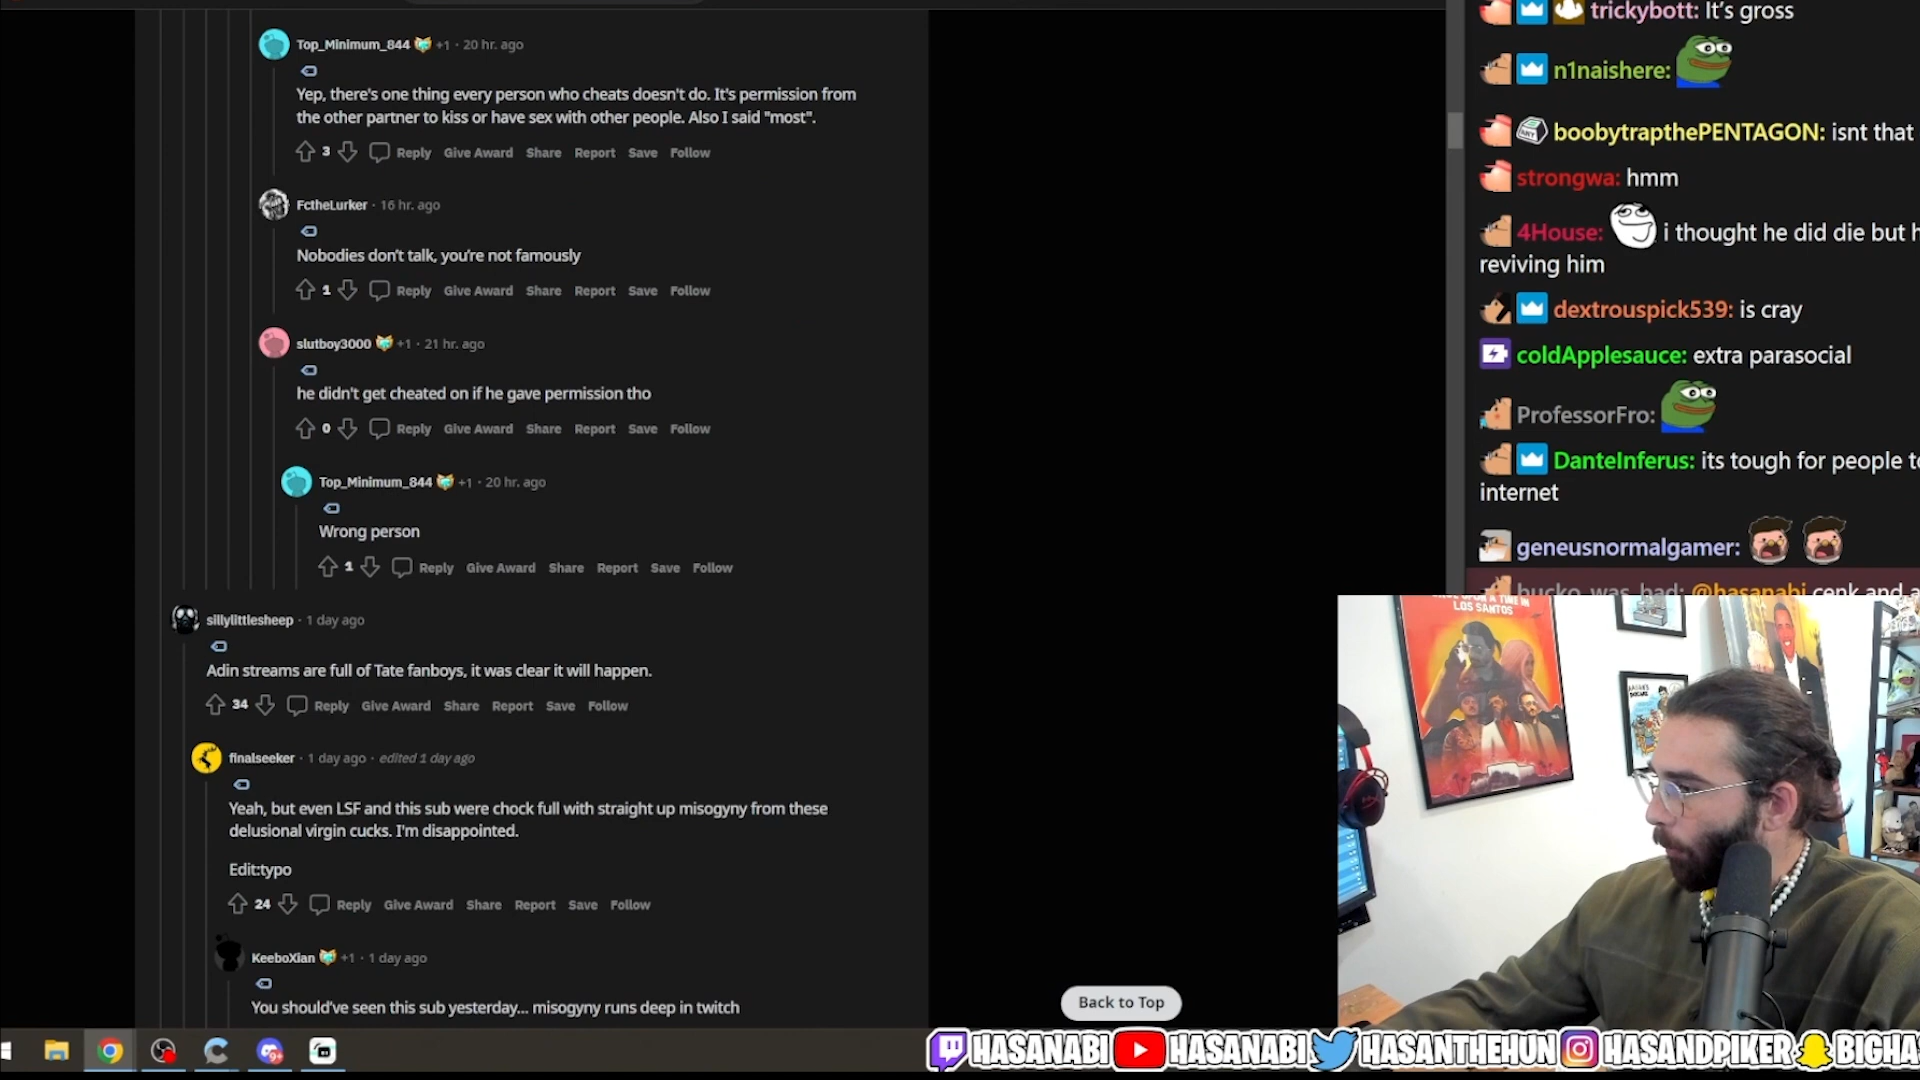 Top_Minimum_844 +1 · 20 hr. ago
Yep, there's one thing every person who cheats doesn't do. It's permission from
the other partner to kiss or have sex with other people. Also I said "most".
3 Reply Give Award Share Report Save Follow
FctheLurker · 16 hr. ago
Nobodies don't talk, you're not famously
1 Reply Give Award Share Report Save Follow
slutboy3000 +1 · 21 hr. ago
he didn't get cheated on if he gave permission tho
0 Reply Give Award Share Report Save Follow
Top_Minimum_844 +1 · 20 hr. ago
Wrong person
1 Reply Give Award Share Report Save Follow
sillylittlesheep · 1 day ago
Adin streams are full of Tate fanboys, it was clear it will happen.
34 Reply Give Award Share Report Save Follow
finalseeker · 1 day ago · edited 1 day ago
Yeah, but even LSF and this sub were chock full with straight up misogyny from these
delusional virgin cucks. I'm disappointed.
Edit:typo
24 Reply Give Award Share Report Save Follow
KeeboXian +1 · 1 day ago
You should've seen this sub yesterday... misogyny runs deep in twitch
Back to Top
trickybott: It's gross
n1naishere:
boobytrapthePENTAGON: isnt that
strongwa: hmm
4House: i thought he did die but h
reviving him
dextrouspick539: is cray
coldApplesauce: extra parasocial
ProfessorFro:
DanteInferus: its tough for people to
internet
geneusnormalgamer:
bucko_was_had: @hasanabi cenk and a
LOS SANTOS
HASANABI HASANABI HASANTHEHUN HASANDPIKER BIGHAS